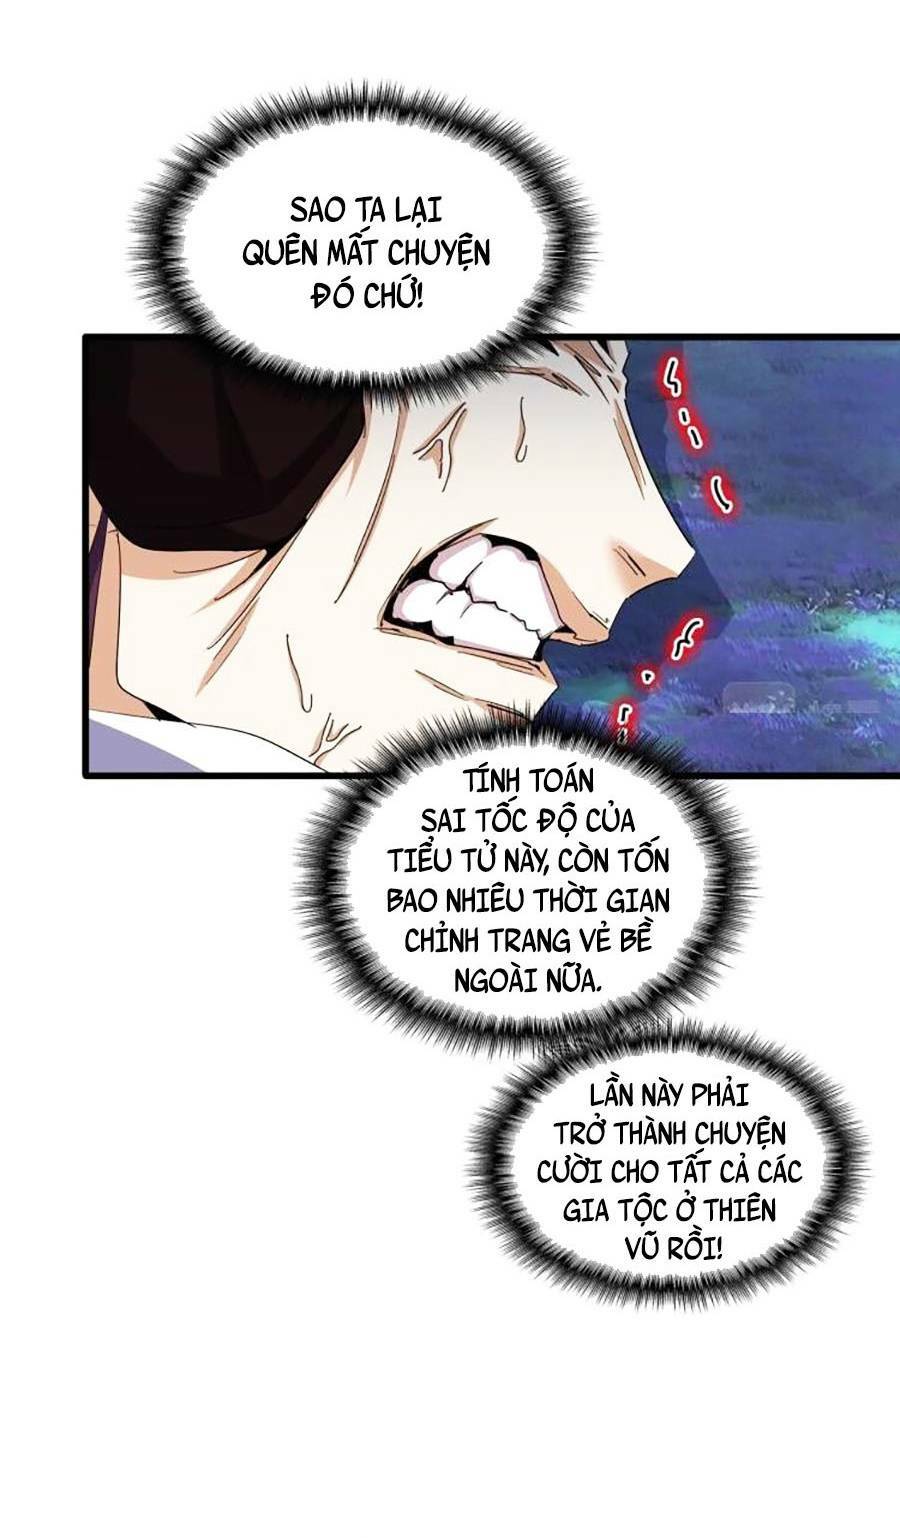 SAO TA LẠI
QUÊN MẤT CHUYỆN
ĐÓ CHỨ!
TÍNH TOÁN
SAI TỐC ĐỘ CỦA
TIỂU TỬ NÀY, CÒN TỐN
BAO NHIÊU THỜI GIAN
CHỈNH TRANG VẺ BỀ
NGOÀI NỮA.
LẦN NÀY PHẢI
TRỞ THÀNH CHUYỆN
CƯỜI CHO TẤT CẢ CÁC
GIA TỘC Ở THIÊN
VŨ RỒI!